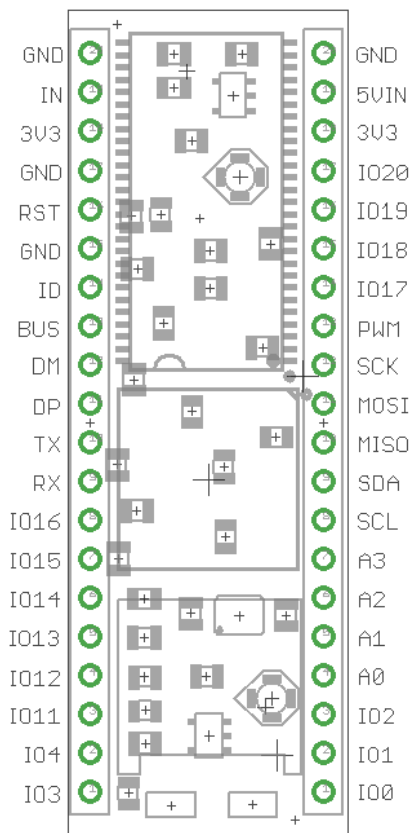 GND GND
IN 5VIN
3V3 3V3
GND IO20
RST IO19
GND IO18
ID IO17
BUS PWM
DM SCK
DP MOSI
TX MISO
RX SDA
IO16 SCL
IO15 A3
IO14 A2
IO13 A1
IO12 A0
IO11 IO2
IO4 IO1
IO3 IO0